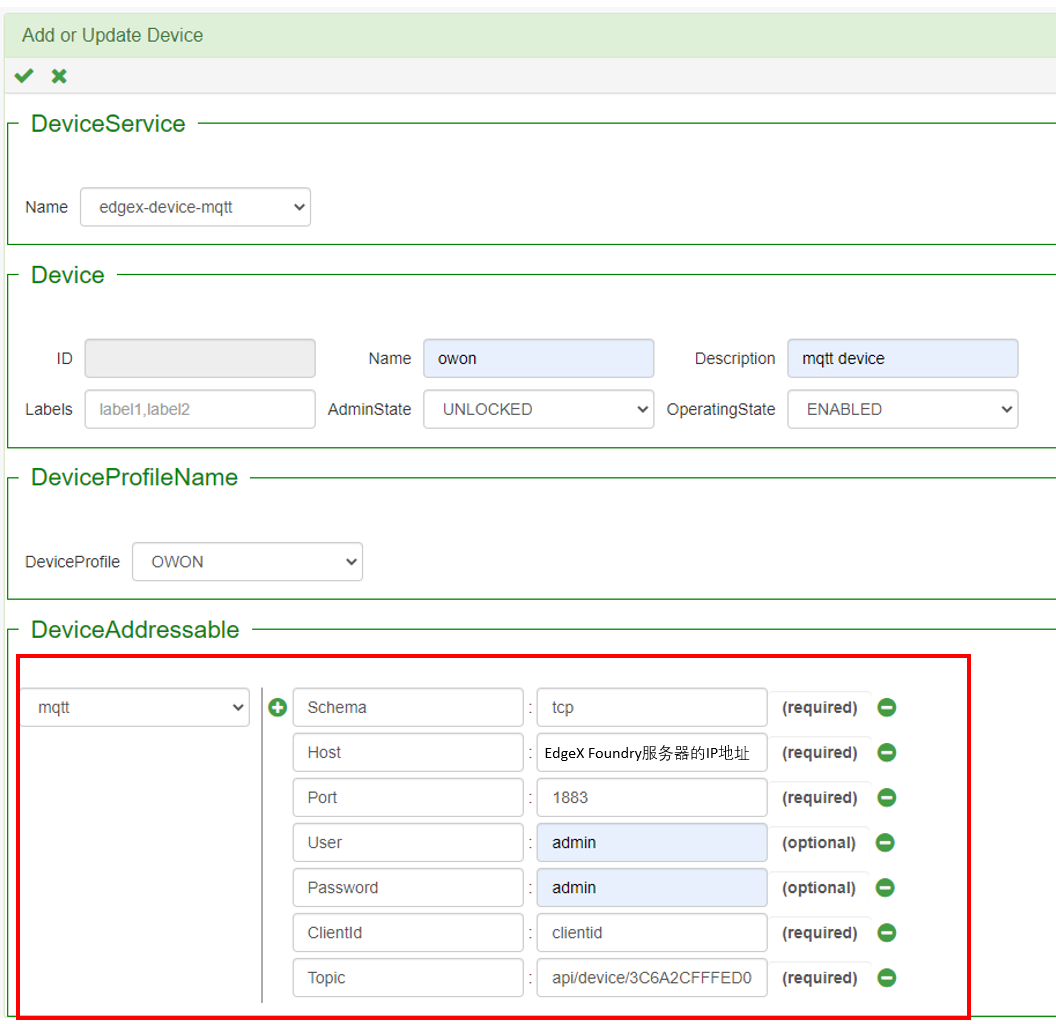 Add or Update Device
DeviceService
Name edgex-device-mqtt
Device
ID Name owon Description mqtt device
Labels label1,label2 AdminState UNLOCKED OperatingState ENABLED
DeviceProfileName
DeviceProfile OWON
DeviceAddressable
mqtt Schema : tcp (required)
Host : EdgeX Foundry服务器的IP地址 (required)
Port : 1883 (required)
User : admin (optional)
Password : admin (optional)
ClientId : clientid (required)
Topic : api/device/3C6A2CFFFED0 (required)